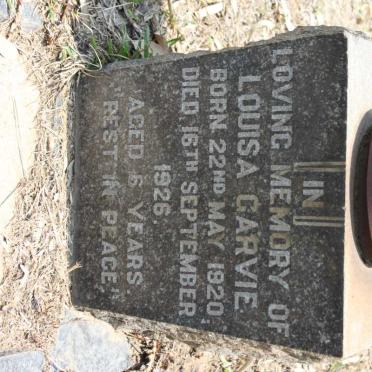 IN
LOVING MEMORY OF
LOUISA GARVIE.
BORN 22ND MAY 1920;
DIED 16TH SEPTEMBER
1926,
AGED 6 YEARS.
"REST IN PEACE."